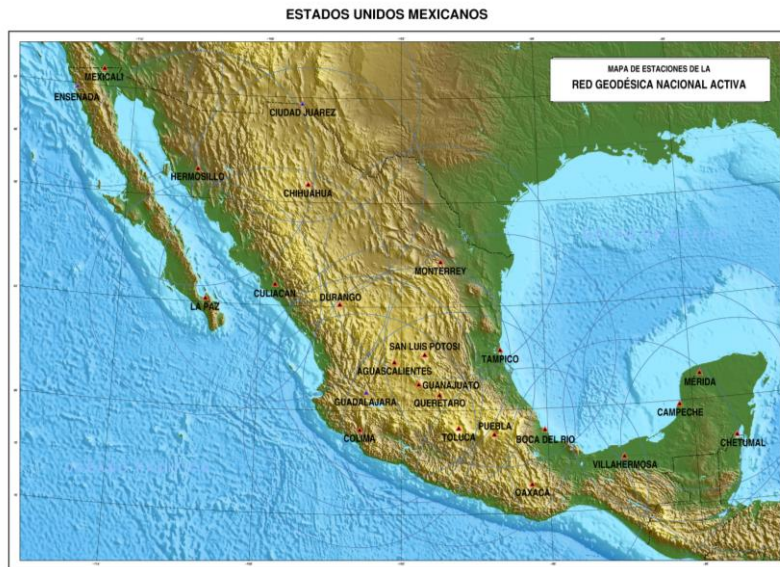 ESTADOS UNIDOS MEXICANOS
MAPA DE ESTACIONES DE LA
RED GEODÉSICA NACIONAL ACTIVA
MEXICALI
ENSENADA
CIUDAD JUAREZ
HERMOSILLO
CHIHUAHUA
MONTERREY
CULIACAN
DURANGO
LA PAZ
SAN LUIS POTOSI
TAMPICO
AGUASCALIENTES
MERIDA
GUANAJUATO
GUADALAJARA
QUERETARO
CAMPECHE
COLIMA
TOLUCA
PUEBLA
BOCA DEL RIO
CHETUMAL
VILLAHERMOSA
OAXACA